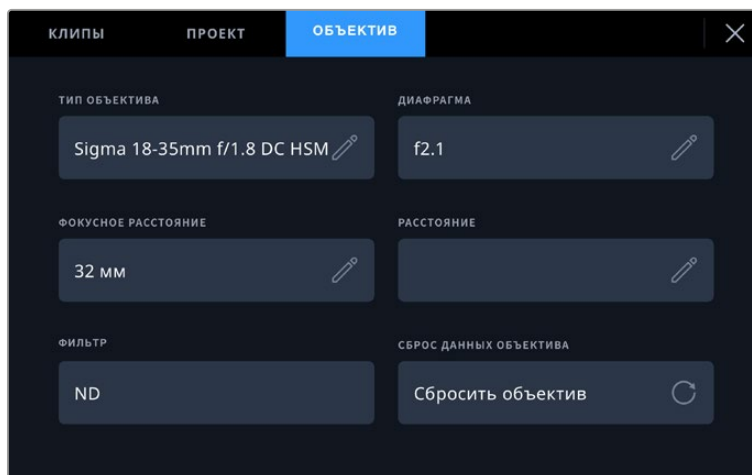 КЛИПЫ ПРОЕКТ ОБЪЕКТИВ
ТИП ОБЪЕКТИВА ДИАФРАГМА
Sigma 18-35mm f/1.8 DC HSM f2.1
ФОКУСНОЕ РАССТОЯНИЕ РАССТОЯНИЕ
32 мм
ФИЛЬТР СБРОС ДАННЫХ ОБЪЕКТИВА
ND Сбросить объектив